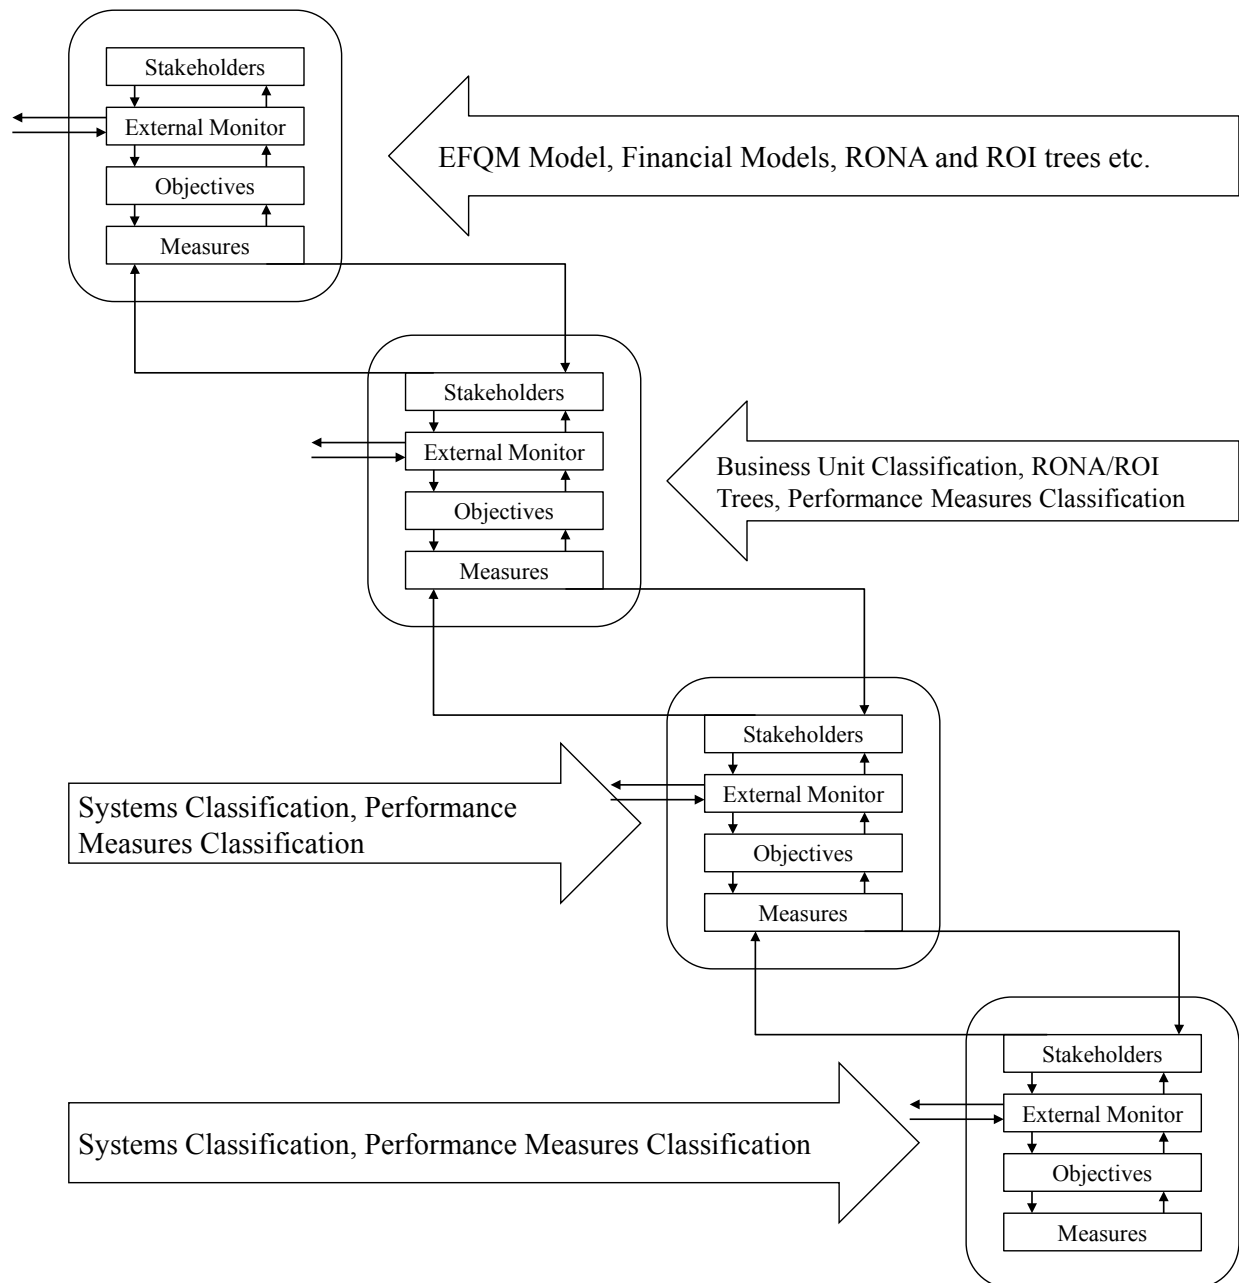 Stakeholders
External Monitor
Objectives
Measures
EFQM Model, Financial Models, RONA and ROI trees etc.
Stakeholders
External Monitor
Objectives
Measures
Business Unit Classification, RONA/ROI
Trees, Performance Measures Classification
Stakeholders
External Monitor
Objectives
Measures
Systems Classification, Performance
Measures Classification
Stakeholders
External Monitor
Objectives
Measures
Systems Classification, Performance Measures Classification